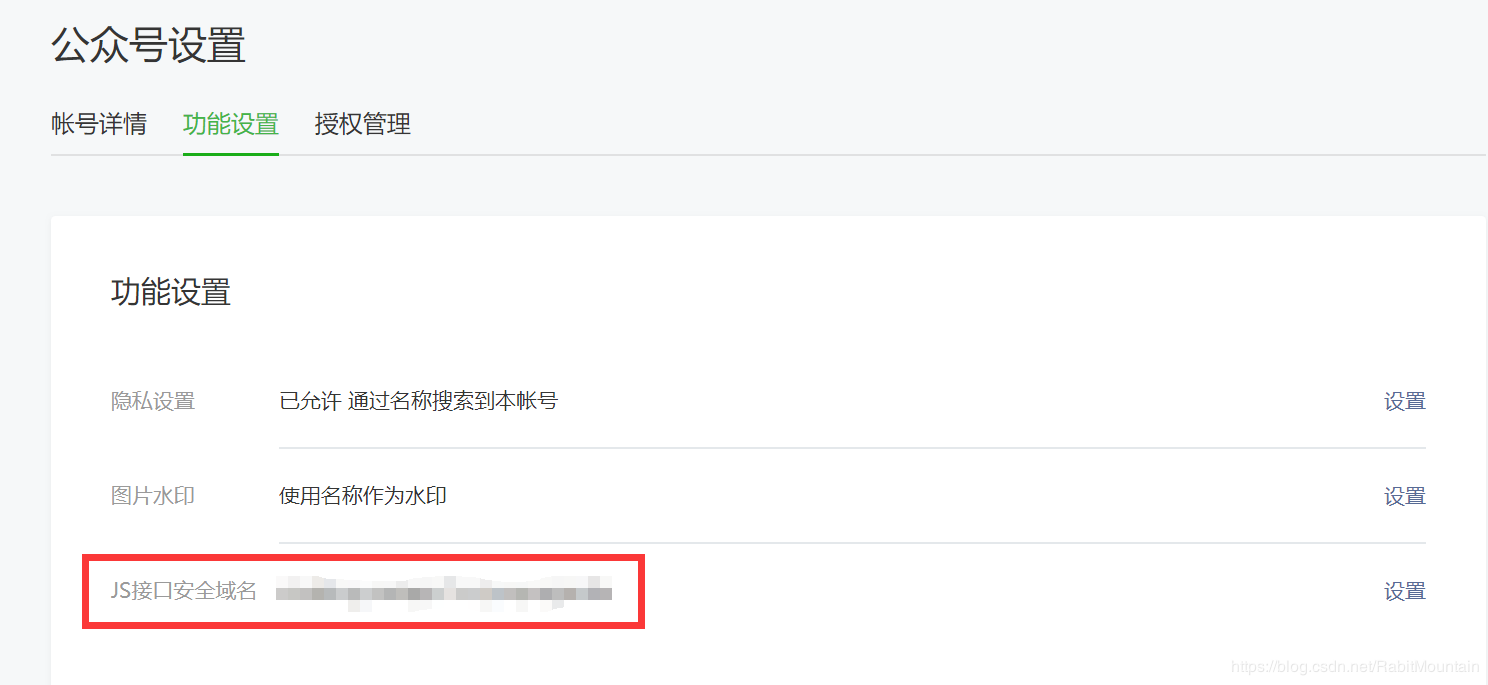 公众号设置
帐号详情 功能设置 授权管理
功能设置
隐私设置 已允许 通过名称搜索到本帐号 设置
图片水印 使用名称作为水印 设置
JS接口安全域名 设置
https://blog.csdn.net/RabitMountain